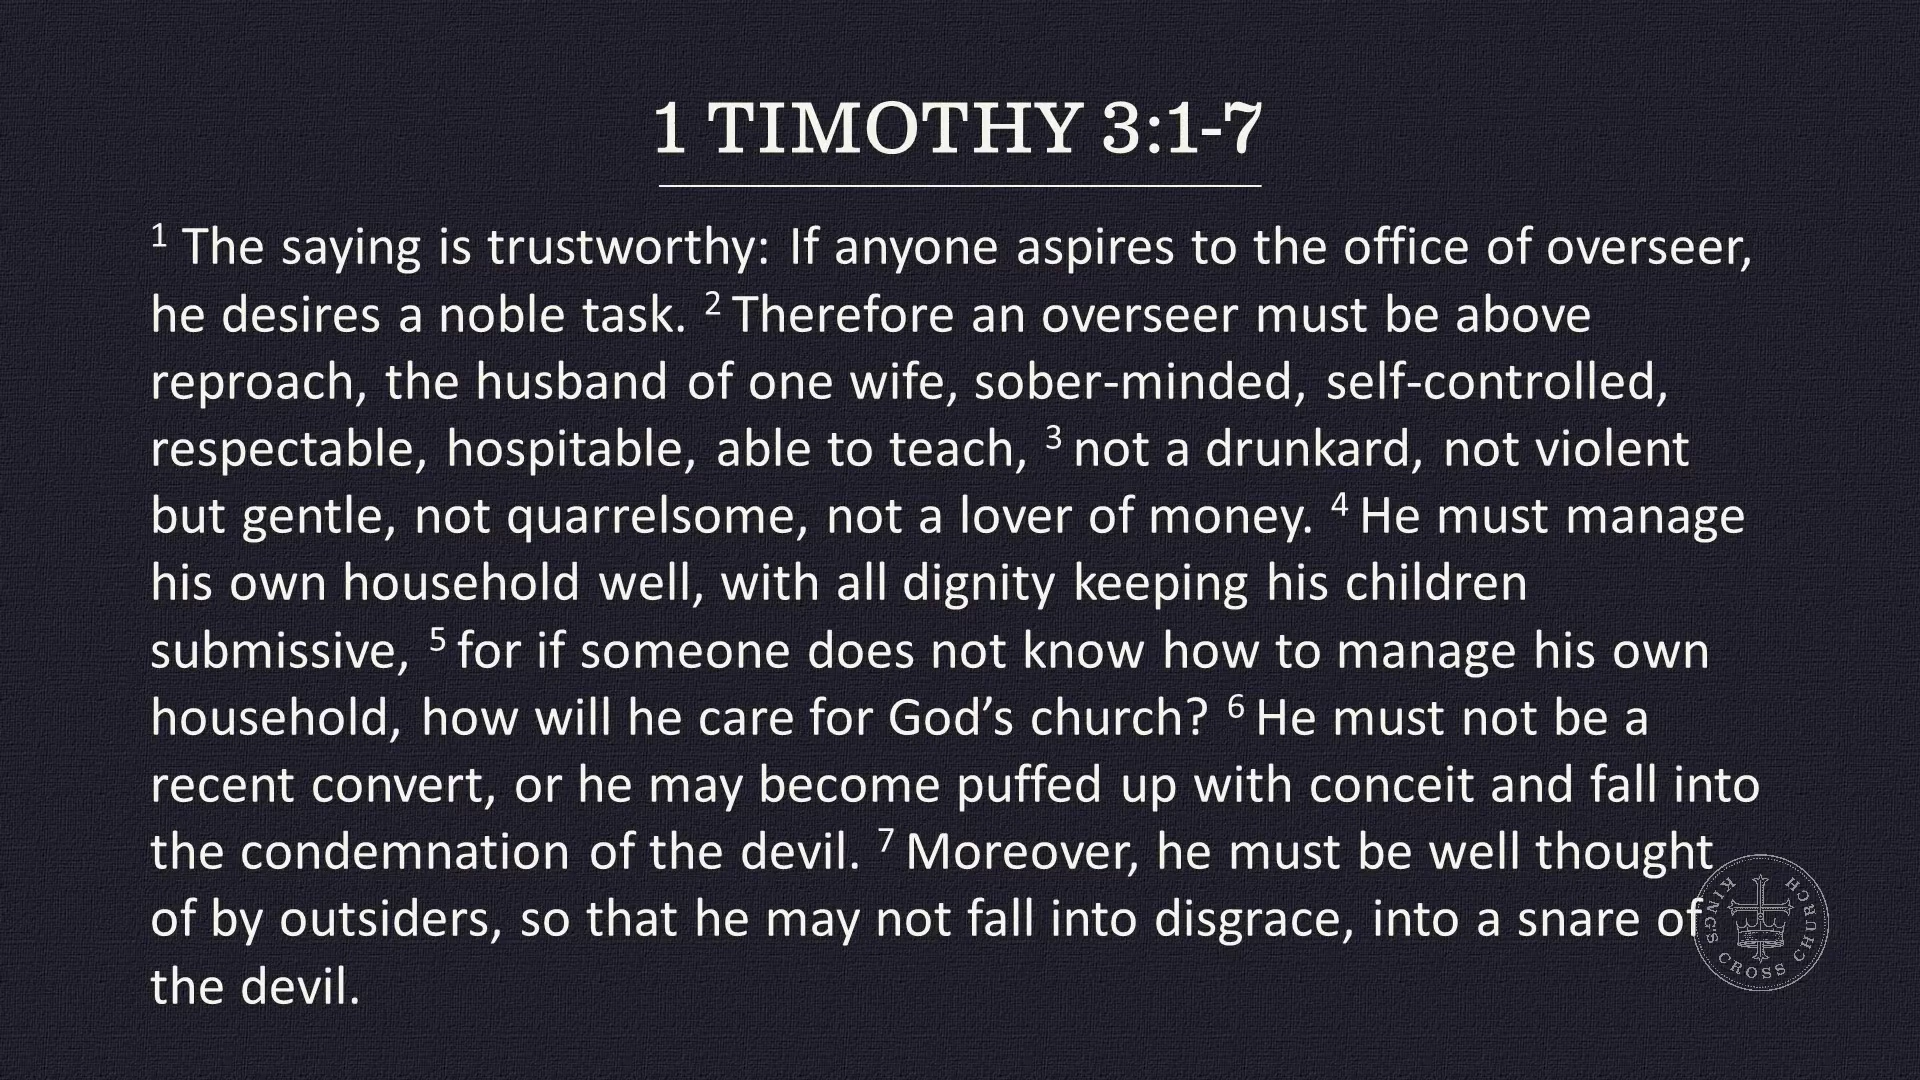 1 TIMOTHY 3:1-7
1 The saying is trustworthy: If anyone aspires to the office of overseer,
he desires a noble task. 2 Therefore an overseer must be above
reproach, the husband of one wife, sober-minded, self-controlled,
respectable, hospitable, able to teach, 3 not a drunkard, not violent
but gentle, not quarrelsome, not a lover of money. 4 He must manage
his own household well, with all dignity keeping his children
submissive, 5 for if someone does not know how to manage his own
household, how will he care for God’s church? 6 He must not be a
recent convert, or he may become puffed up with conceit and fall into
the condemnation of the devil. 7 Moreover, he must be well thought
of by outsiders, so that he may not fall into disgrace, into a snare of
the devil.
KING'S CROSS CHURCH